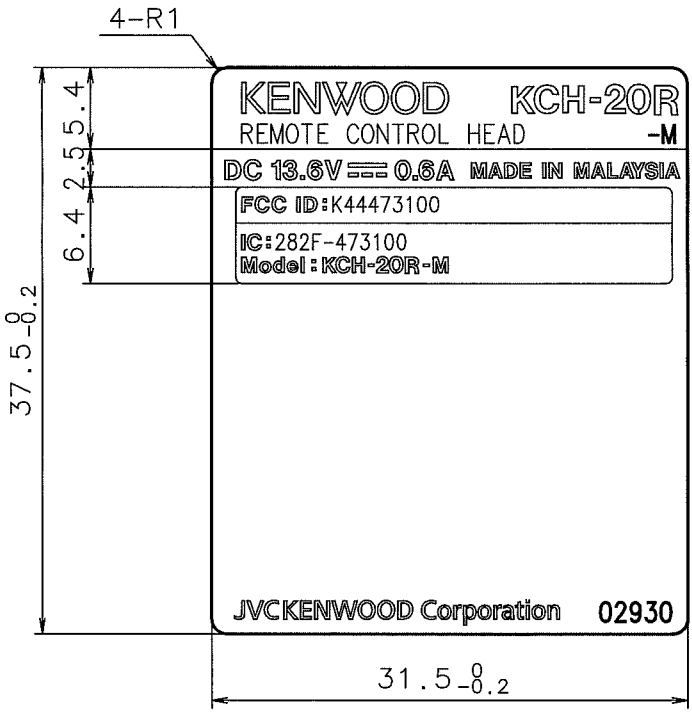 4-R1
KENWOOD KCH-20R
REMOTE CONTROL HEAD -M
DC 13.6V ⎓ 0.6A MADE IN MALAYSIA
FCC ID:K44473100
IC:282F-473100
Model:KCH-20R-M
JVCKENWOOD Corporation 02930
5.4
2.5
6.4
37.5 0 -0.2
31.5 0 -0.2